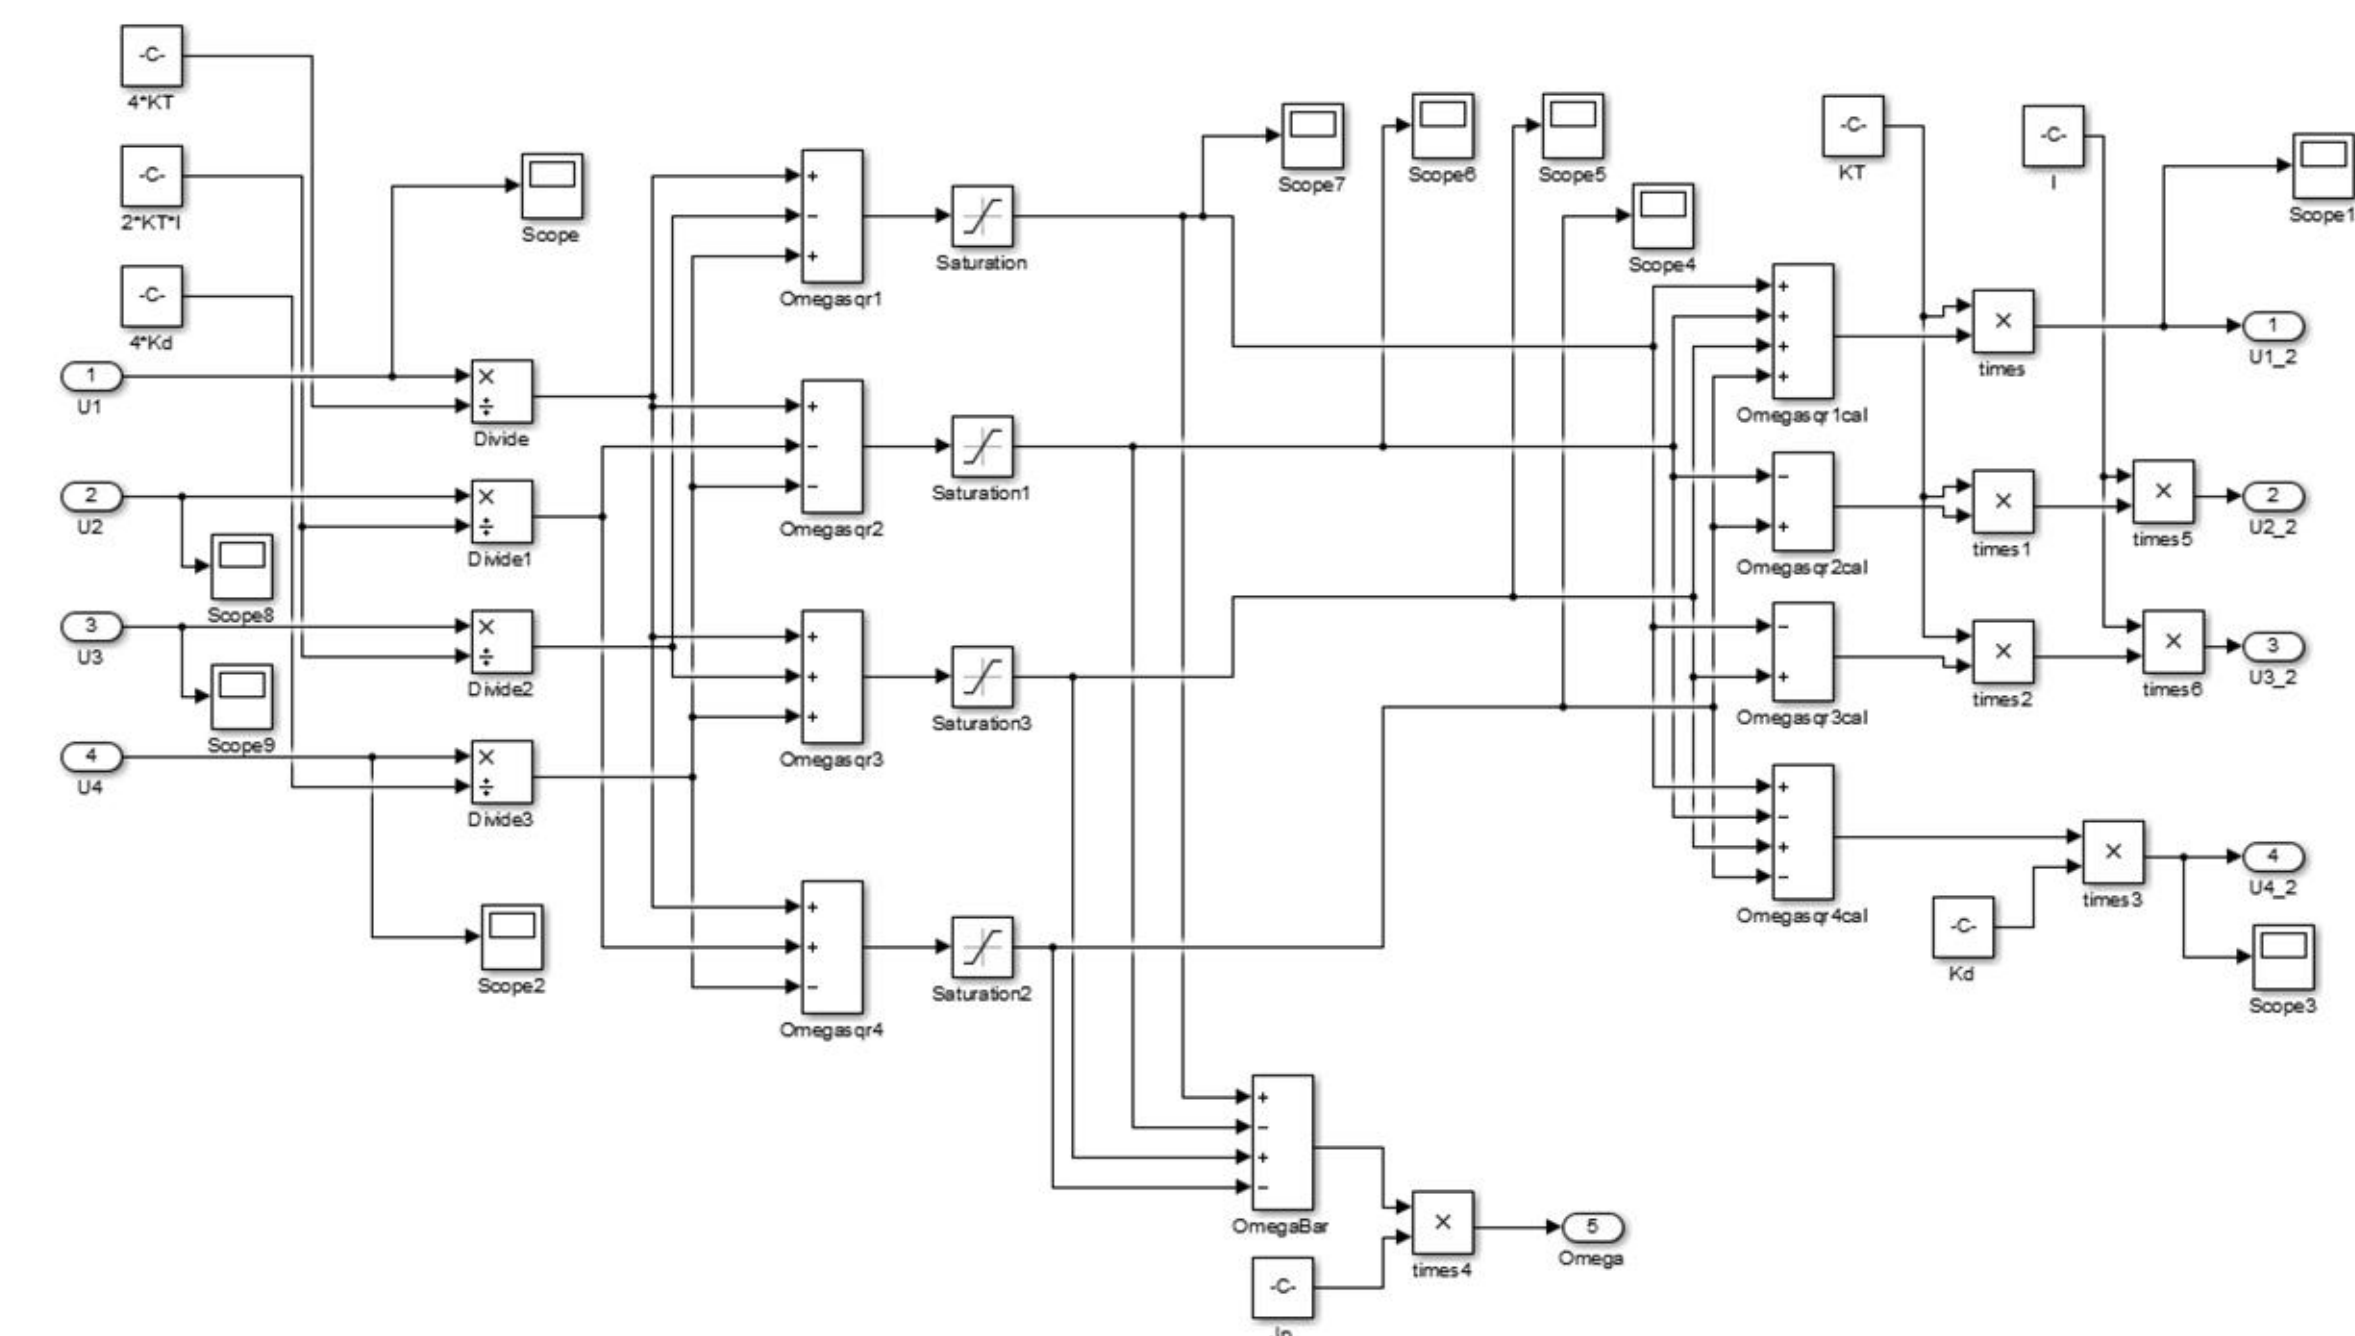 -C-
4*KT
-C-
2*KT*l
-C-
4*Kd
1
U1
2
U2
Scope8
3
U3
Scope9
4
U4
Scope
×
÷
Divide
×
÷
Divide1
×
÷
Divide2
×
÷
Divide3
Scope2
+
−
+
Omegasqr1
+
−
−
Omegasqr2
+
+
+
Omegasqr3
+
+
−
Omegasqr4
Saturation
Saturation1
Saturation3
Saturation2
Scope7
Scope6
Scope5
Scope4
+
−
+
−
OmegaBar
-C-
×
times4
5
Omega
+
+
+
+
Omegasqr1cal
−
+
Omegasqr2cal
−
+
Omegasqr3cal
+
−
+
−
Omegasqr4cal
-C-
KT
-C-
l
×
times
×
times1
×
times2
×
times5
×
times6
-C-
Kd
×
times3
Scope1
1
U1_2
2
U2_2
3
U3_2
4
U4_2
Scope3